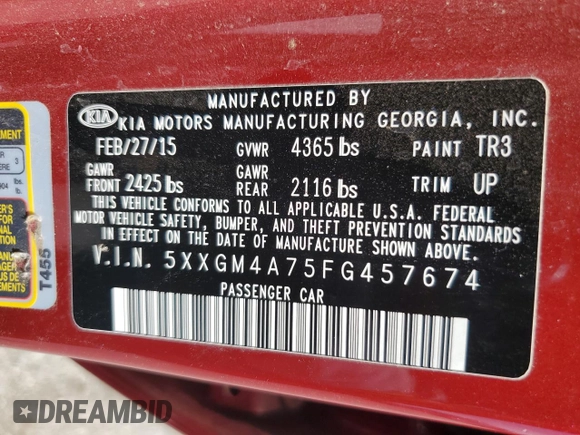 MANUFACTURED BY
KIA KIA MOTORS MANUFACTURING GEORGIA, INC.
FEB/27/15 GVWR 4365 lbs PAINT TR3
GAWR FRONT 2425 lbs GAWR REAR 2116 lbs TRIM UP
THIS VEHICLE CONFORMS TO ALL APPLICABLE U.S.A. FEDERAL
MOTOR VEHICLE SAFETY, BUMPER, AND THEFT PREVENTION STANDARDS
IN EFFECT ON THE DATE OF MANUFACTURE SHOWN ABOVE.
V.I.N. 5XXGM4A75FG457674
PASSENGER CAR
T455
DREAMBID